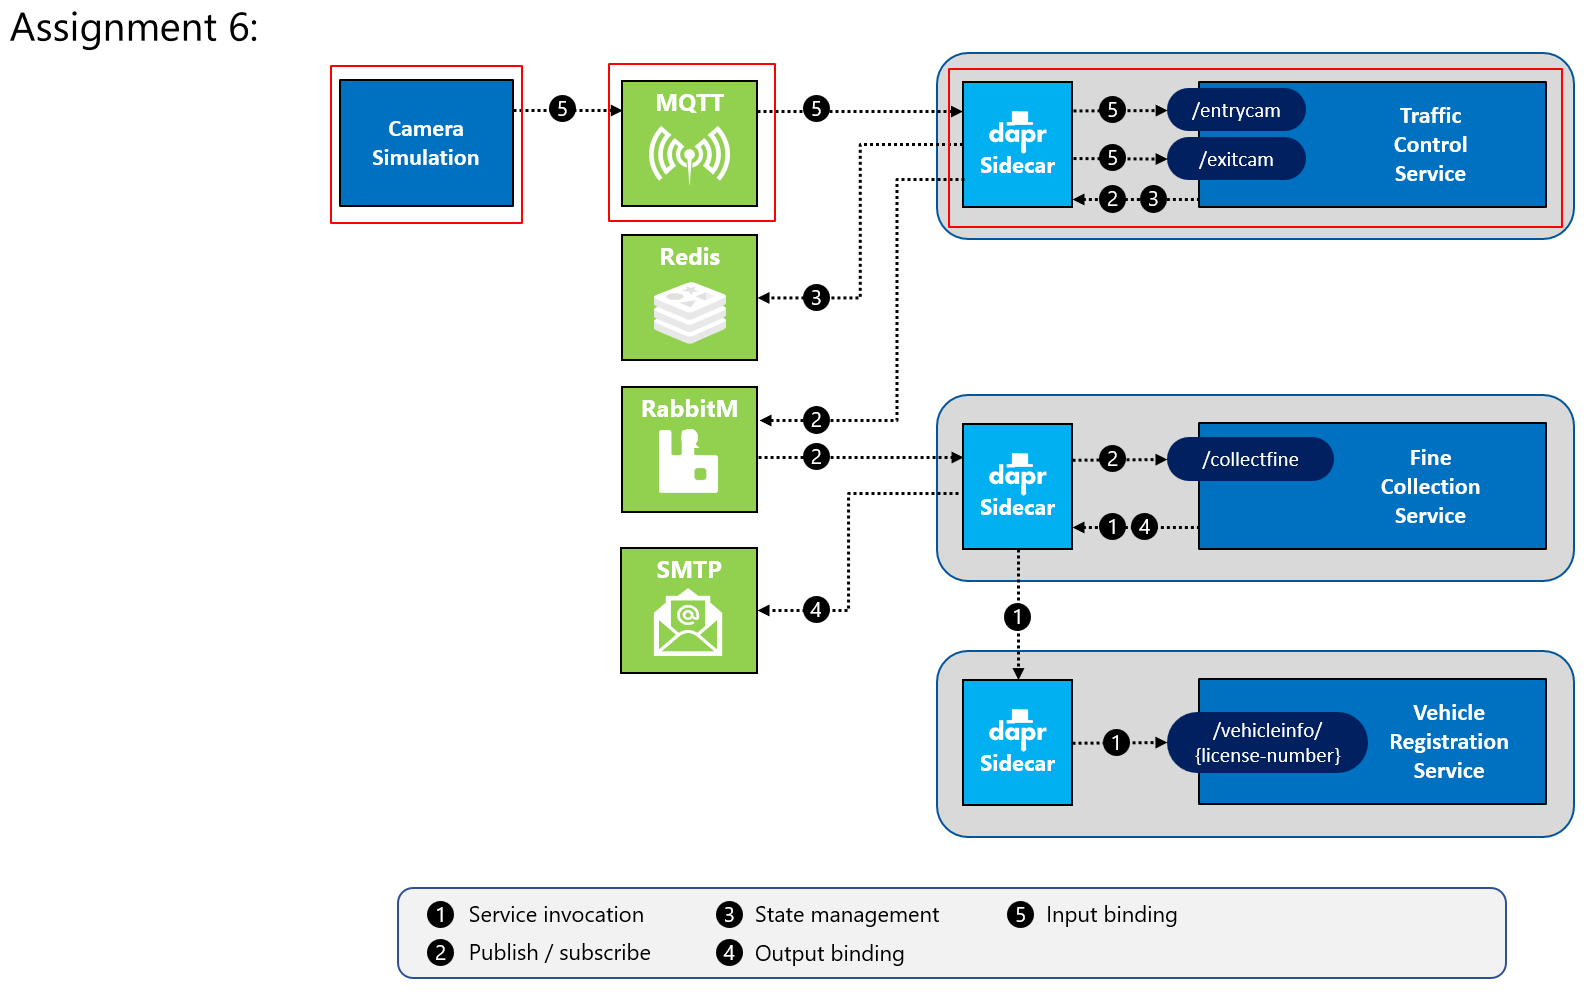 Assignment 6:
Camera
Simulation
5
MQTT
5
dapr
Sidecar
5
/entrycam
5
/exitcam
2
3
Traffic
Control
Service
Redis
3
RabbitM
2
2
dapr
Sidecar
2
/collectfine
1
4
Fine
Collection
Service
SMTP
@
4
1
dapr
Sidecar
1
/vehicleinfo/
{license-number}
Vehicle
Registration
Service
1 Service invocation
2 Publish / subscribe
3 State management
4 Output binding
5 Input binding